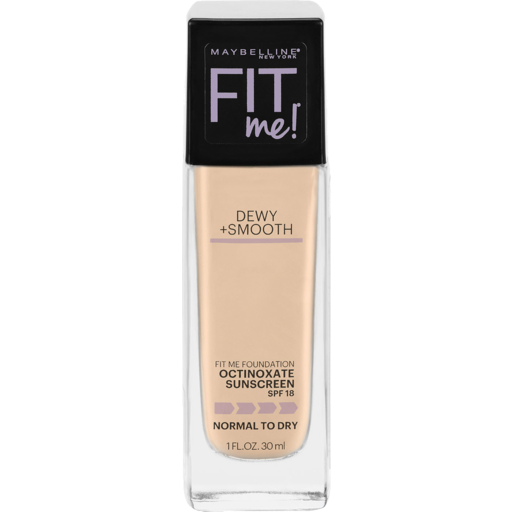 MAYBELLINE®
NEW YORK
FIT
me!
DEWY
+SMOOTH
FIT ME FOUNDATION
OCTINOXATE
SUNSCREEN
SPF 18
NORMAL TO DRY
1 FL.OZ. 30 ml